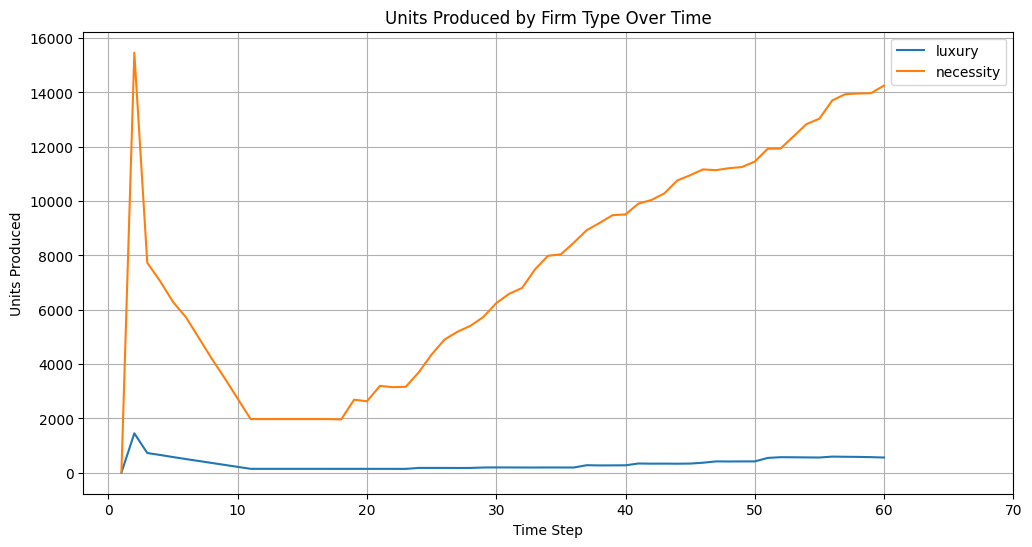 Units Produced by Firm Type Over Time
luxury
necessity
16000
14000
12000
10000
8000
6000
4000
2000
0
Units Produced
0 10 20 30 40 50 60 70
Time Step